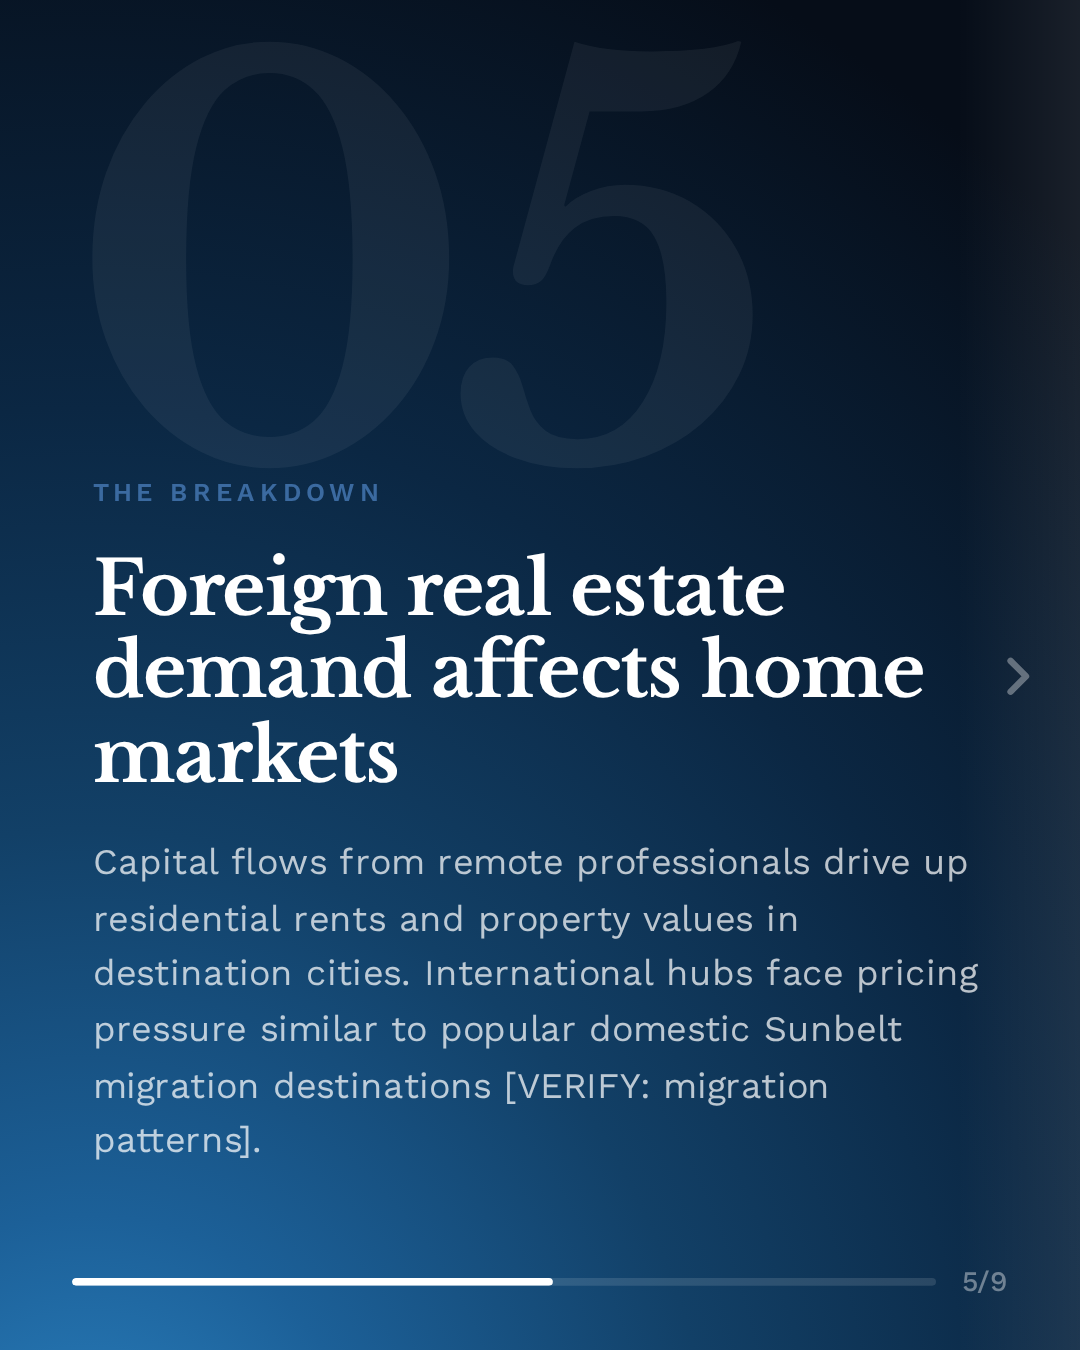 05
THE BREAKDOWN
Foreign real estate
demand affects home
markets
Capital flows from remote professionals drive up
residential rents and property values in
destination cities. International hubs face pricing
pressure similar to popular domestic Sunbelt
migration destinations [VERIFY: migration
patterns].
5/9